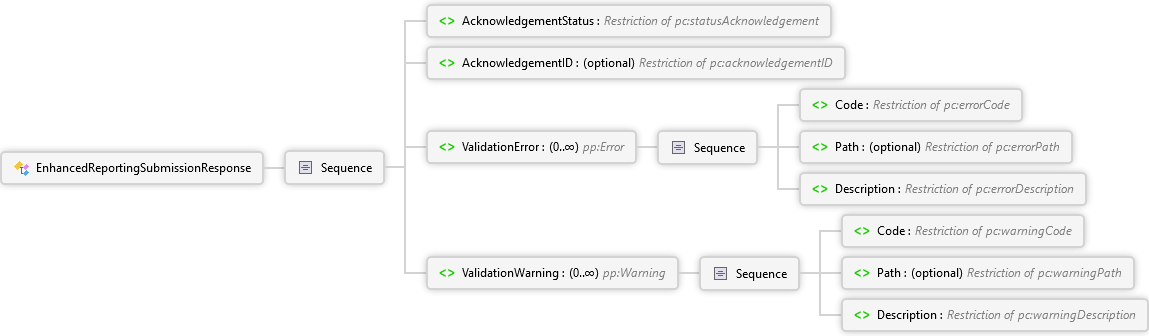 AcknowledgementStatus : Restriction of pc:statusAcknowledgement
AcknowledgmentID : (optional) Restriction of pc:acknowledgementID
Code : Restriction of pc:errorCode
ValidationError : (0..∞) pp:Error
Sequence
Path : (optional) Restriction of pc:errorPath
EnhancedReportingSubmissionResponse
Sequence
Description : Restriction of pc:errorDescription
Code : Restriction of pc:warningCode
ValidationWarning : (0..∞) pp:Warning
Sequence
Path : (optional) Restriction of pc:warningPath
Description : Restriction of pc:warningDescription